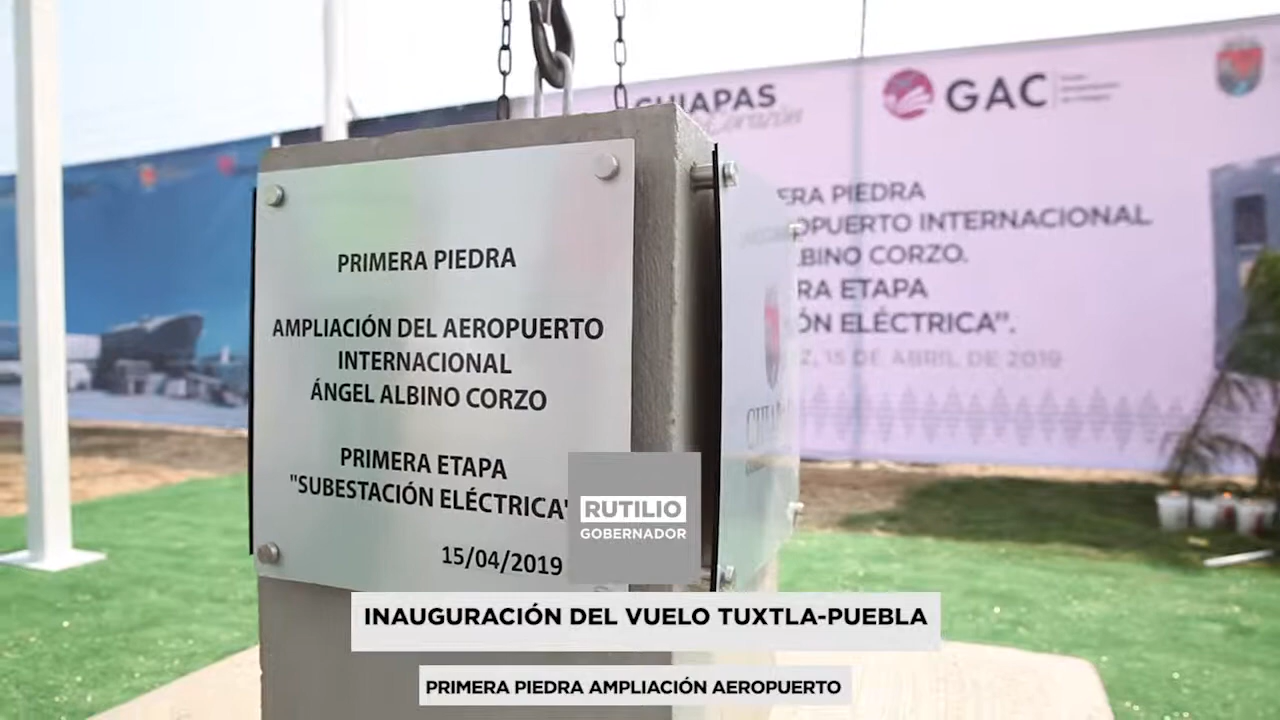 PRIMERA PIEDRA
AMPLIACIÓN DEL AEROPUERTO
INTERNACIONAL
ÁNGEL ALBINO CORZO
PRIMERA ETAPA
"SUBESTACIÓN ELÉCTRICA"
15/04/2019
CHIAPAS
Corazón
GAC
ERA PIEDRA
OPUERTO INTERNACIONAL
LBINO CORZO.
RA ETAPA
ÓN ELÉCTRICA".
Z, 15 DE ABRIL DE 2019
RUTILIO
GOBERNADOR
INAUGURACIÓN DEL VUELO TUXTLA-PUEBLA
PRIMERA PIEDRA AMPLIACIÓN AEROPUERTO